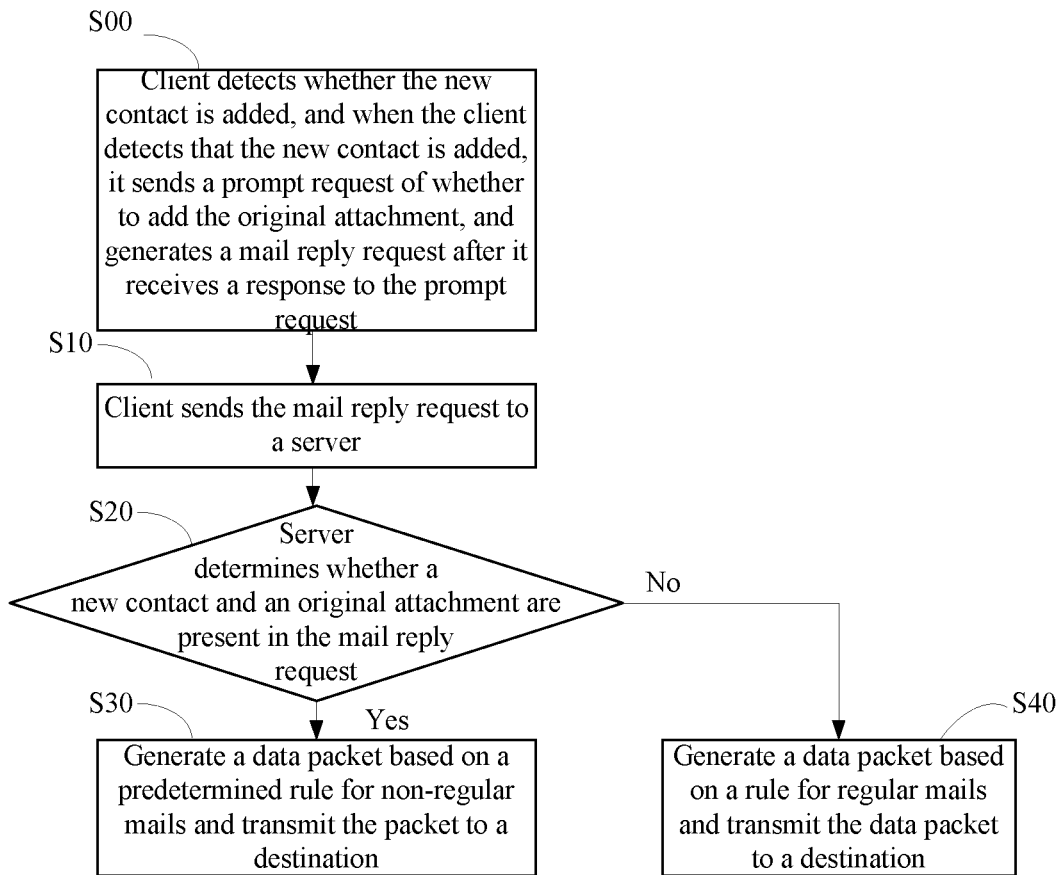 S00
Client detects whether the new
contact is added, and when the client
detects that the new contact is added,
it sends a prompt request of whether
to add the original attachment, and
generates a mail reply request after it
receives a response to the prompt
request
S10
Client sends the mail reply request to
a server
S20
Server
determines whether a
new contact and an original attachment are
present in the mail reply
request
No
S30
Yes
S40
Generate a data packet based on a
predetermined rule for non-regular
mails and transmit the packet to a
destination
Generate a data packet based
on a rule for regular mails
and transmit the data packet
to a destination